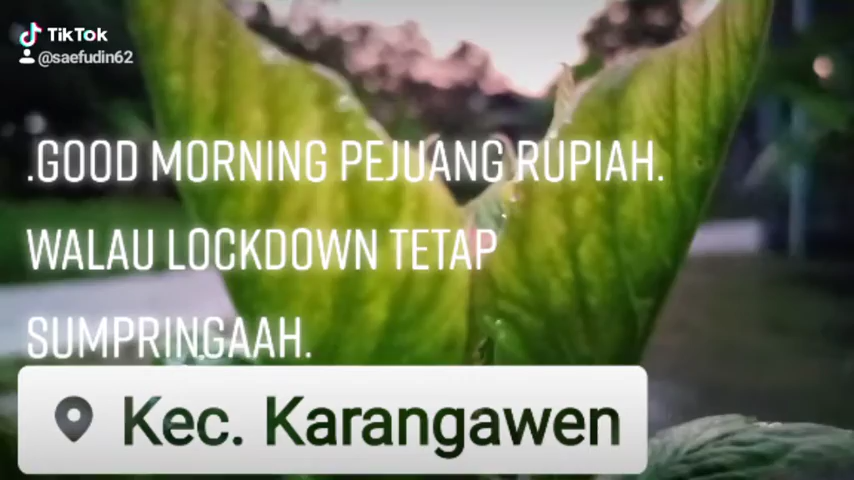 TikTok
@saefudin62
.GOOD MORNING PEJUANG RUPIAH.
WALAU LOCKDOWN TETAP
SUMPRINGAAH.
Kec. Karangawen